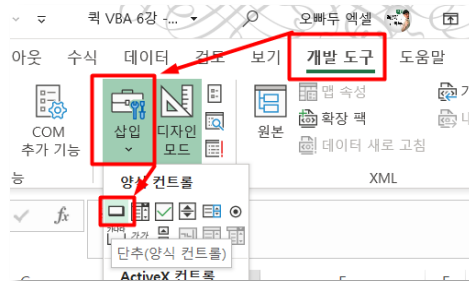 퀵 VBA 6강 -...
오빠두 엑셀
아웃 수식 데이터 검토 보기 개발 도구 도움말
COM
추가 기능
삽입
디자인
모드
원본
맵 속성
확장 팩
데이터 새로 고침
XML
능
양식 컨트롤
fx
단추(양식 컨트롤)
ActiveX 컨트롤